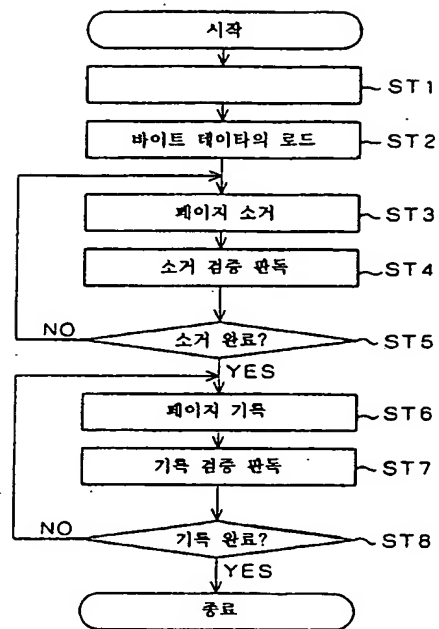 시작
ST1
바이트 데이타의 로드
ST2
페이지 소거
ST3
소거 검증 판독
ST4
NO
소거 완료?
ST5
YES
페이지 기록
ST6
기록 검증 판독
ST7
NO
기록 완료?
ST8
YES
종료